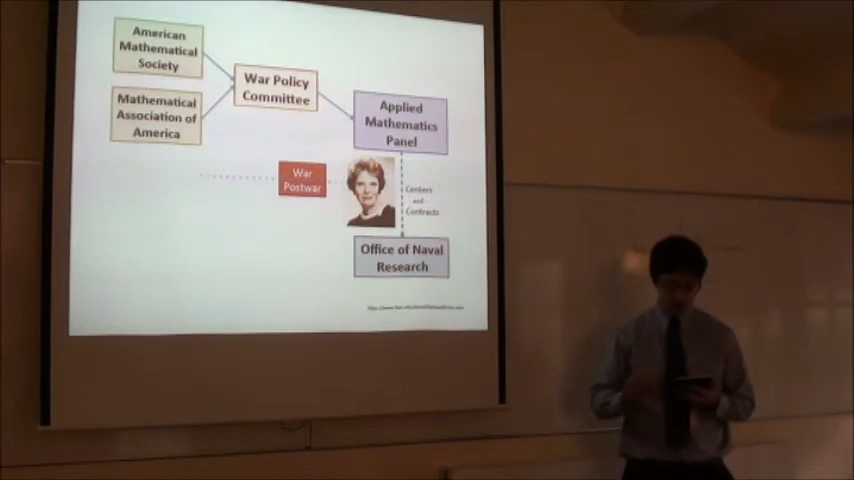 American
Mathematical
Society
Mathematical
Association of
America
War Policy
Committee
Applied
Mathematics
Panel
War
Postwar
Centers
and
Contracts
Office of Naval
Research